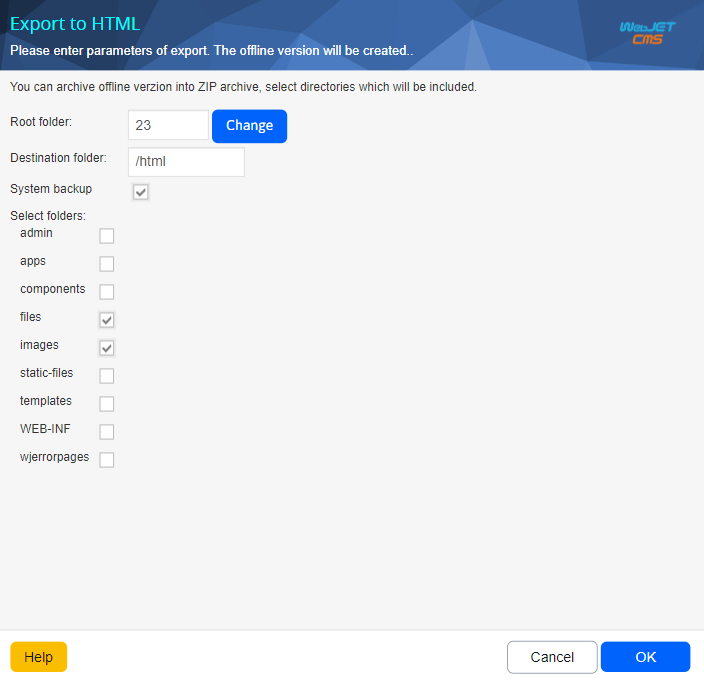 Export to HTML
WebJET
CMS
Please enter parameters of export. The offline version will be created..
You can archive offline verzion into ZIP archive, select directories which will be included.
Root folder: 23 Change
Destination folder: /html
System backup
Select folders:
admin
apps
components
files
images
static-files
templates
WEB-INF
wjerrorpages
Help Cancel OK